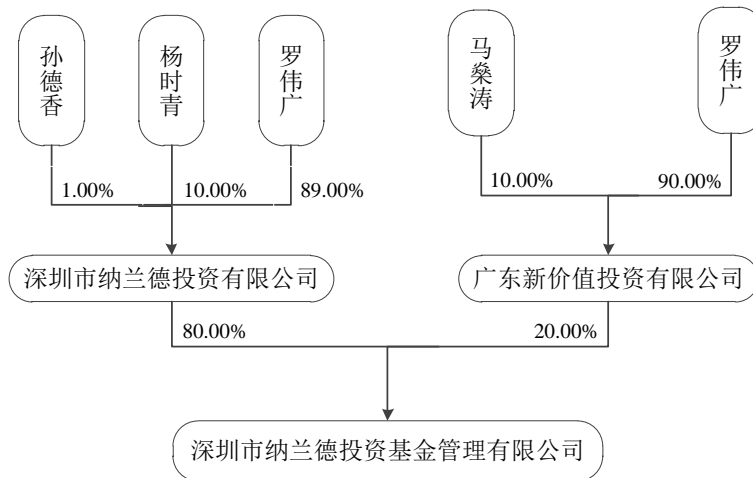 孙德香
杨时青
罗伟广
马燊涛
罗伟广
1.00%
10.00%
89.00%
10.00%
90.00%
深圳市纳兰德投资有限公司
广东新价值投资有限公司
80.00%
20.00%
深圳市纳兰德投资基金管理有限公司